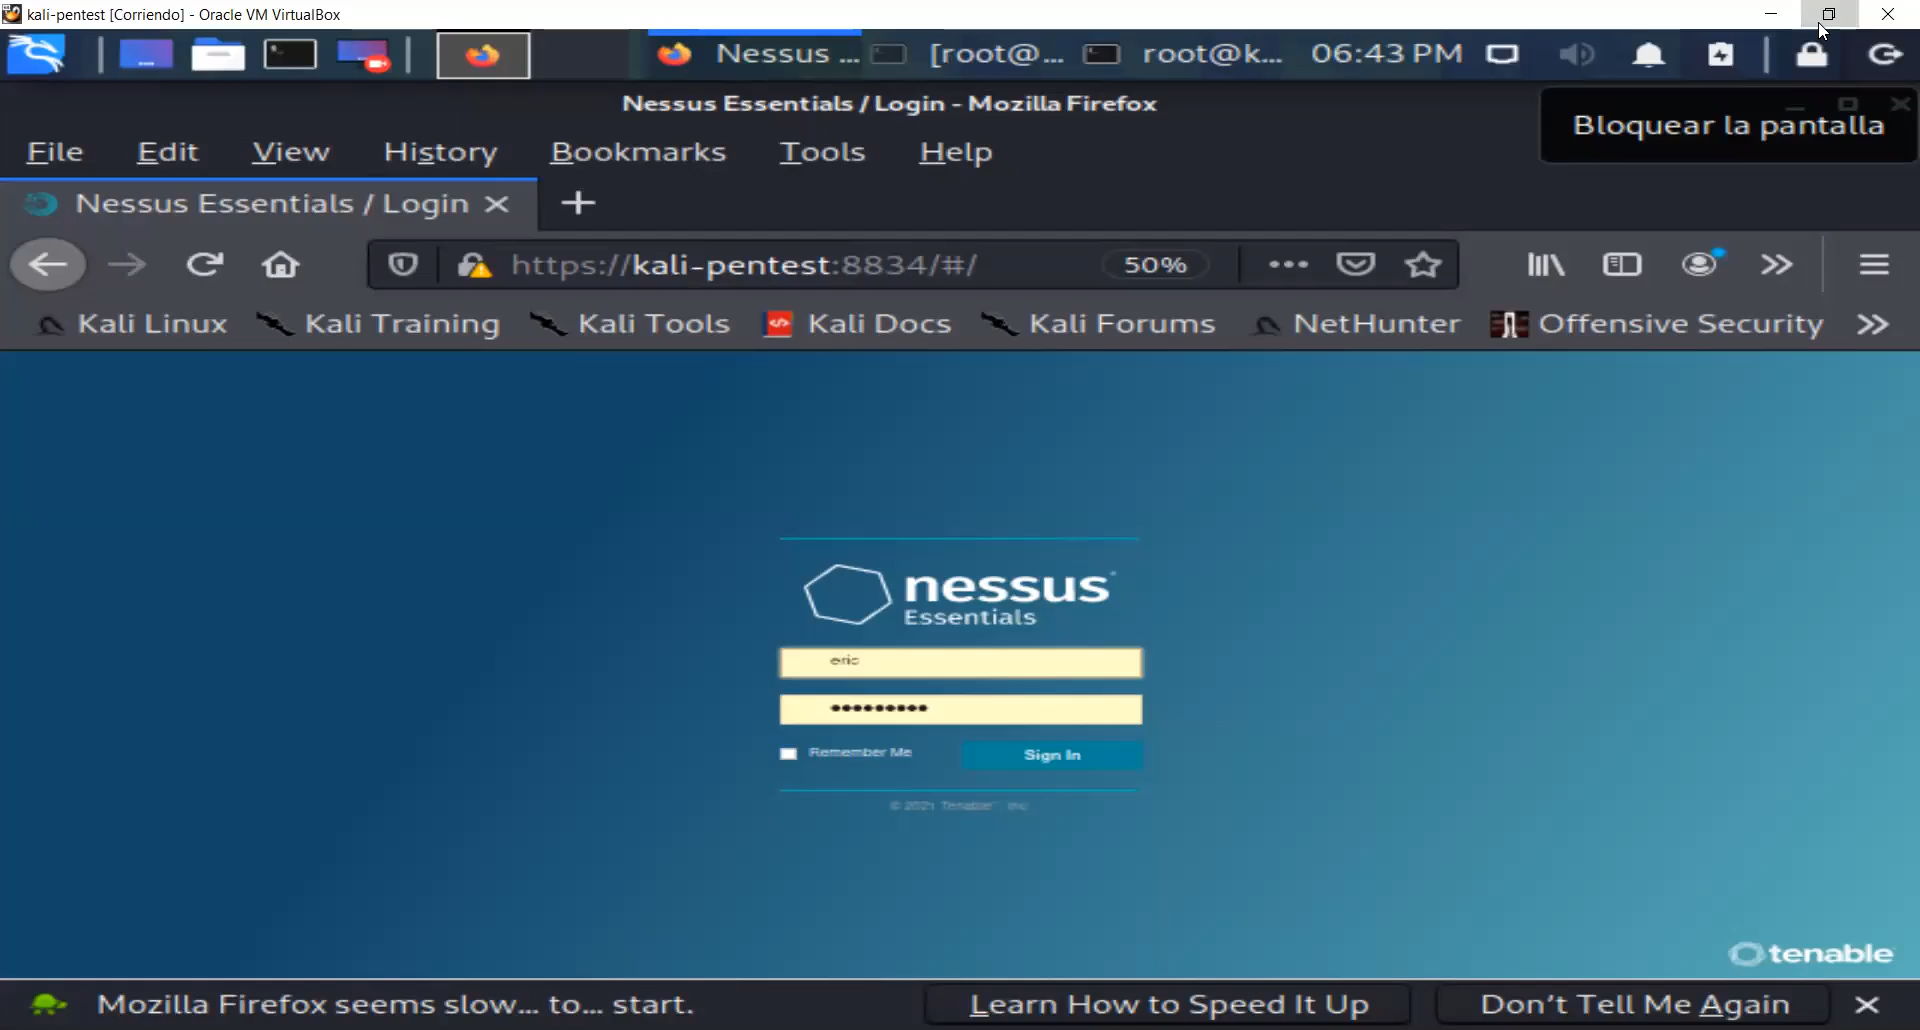 kali-pentest [Corriendo] - Oracle VM VirtualBox
Nessus ... [root@... root@k... 06:43 PM
Nessus Essentials / Login - Mozilla Firefox
Bloquear la pantalla
File Edit View History Bookmarks Tools Help
Nessus Essentials / Login
https://kali-pentest:8834/#/ 50%
Kali Linux Kali Training Kali Tools Kali Docs Kali Forums NetHunter Offensive Security
nessus
Essentials
eric
•••••••••
Remember Me Sign In
© 2021 Tenable™, Inc.
tenable
Mozilla Firefox seems slow... to... start. Learn How to Speed It Up Don't Tell Me Again